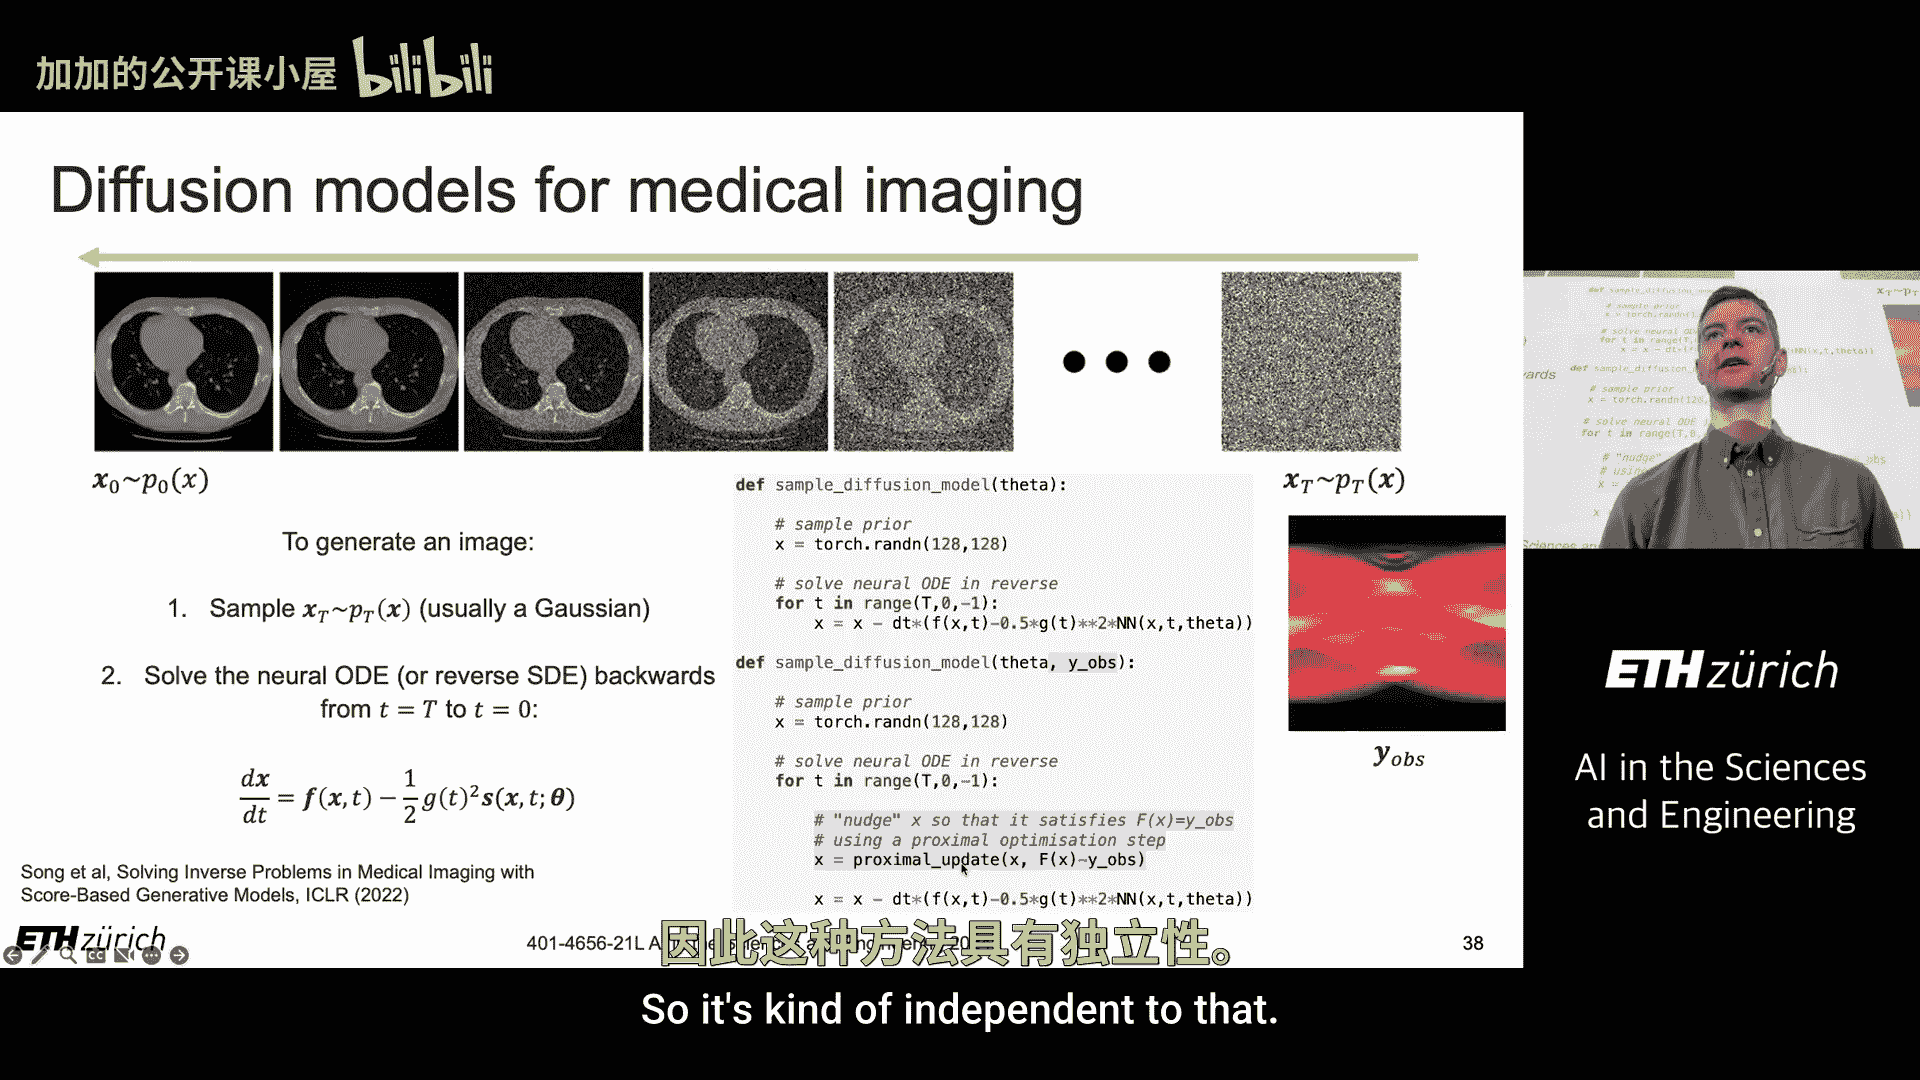 加加的公开课小屋 bilibili
Diffusion models for medical imaging
x₀~p₀(x)
x_T~p_T(x)
To generate an image:
1. Sample x_T~p_T(x) (usually a Gaussian)
2. Solve the neural ODE (or reverse SDE) backwards
from t = T to t = 0:
dx/dt = f(x, t) − 1/2 g(t)² s(x, t; θ)
Song et al, Solving Inverse Problems in Medical Imaging with
Score-Based Generative Models, ICLR (2022)
def sample_diffusion_model(theta):
# sample prior
x = torch.randn(128,128)
# solve neural ODE in reverse
for t in range(T,0,-1):
x = x - dt*(f(x,t)-0.5*g(t)**2*NN(x,t,theta))
def sample_diffusion_model(theta, y_obs):
# sample prior
x = torch.randn(128,128)
# solve neural ODE in reverse
for t in range(T,0,-1):
# "nudge" x so that it satisfies F(x)=y_obs
# using a proximal optimisation step
x = proximal_update(x, F(x)~y_obs)
x = x - dt*(f(x,t)-0.5*g(t)**2*NN(x,t,theta))
y_obs
ETH zürich
401-4656-21L
38
因此这种方法具有独立性。
So it's kind of independent to that.
ETH zürich
AI in the Sciences
and Engineering